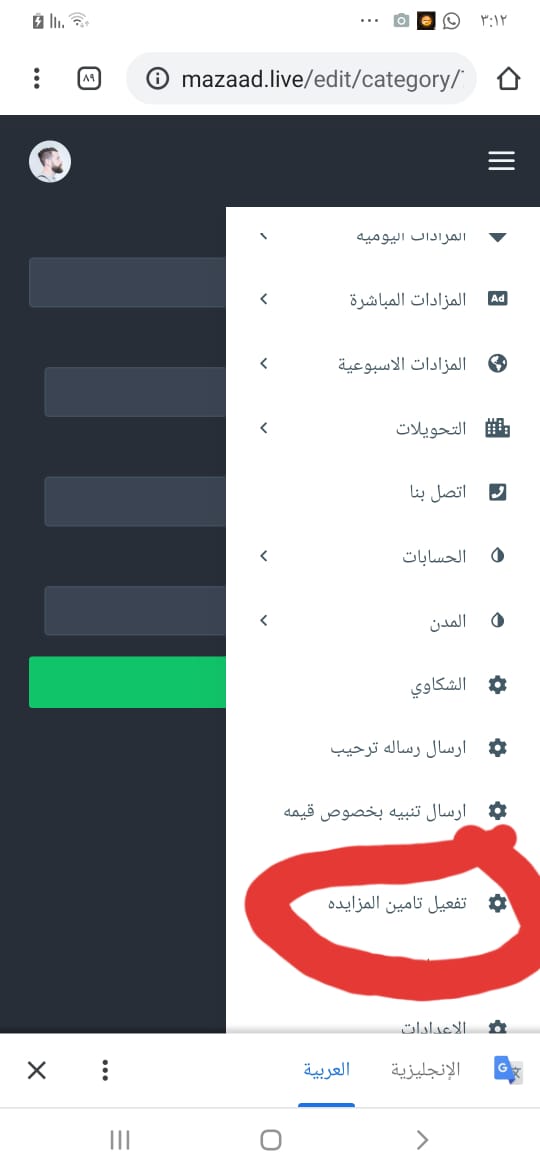 ٣:١٢
٨٩
mazaad.live/edit/category/
المزادات اليوميه
المزادات المباشرة
Ad
المزادات الاسبوعية
التحويلات
اتصل بنا
الحسابات
المدن
الشكاوي
ارسال رساله ترحيب
ارسال تنبيه بخصوص قيمه
تفعيل تامين المزايده
الاعدادات
الإنجليزية
العربية
G